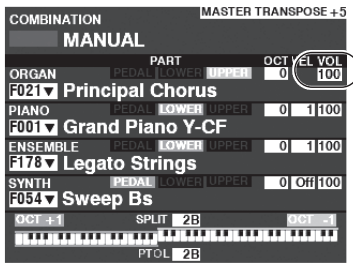 COMBINATION MASTER TRANSPOSE +5
MANUAL
PART OCT VEL VOL
ORGAN PEDAL LOWER UPPER 0 100
F021▼ Principal Chorus
PIANO PEDAL LOWER UPPER 0 1 100
F001▼ Grand Piano Y-CF
ENSEMBLE PEDAL LOWER UPPER 0 1 100
F178▼ Legato Strings
SYNTH PEDAL LOWER UPPER 0 Off 100
F054▼ Sweep Bs
OCT +1 SPLIT 2B OCT -1
PTOL 2B